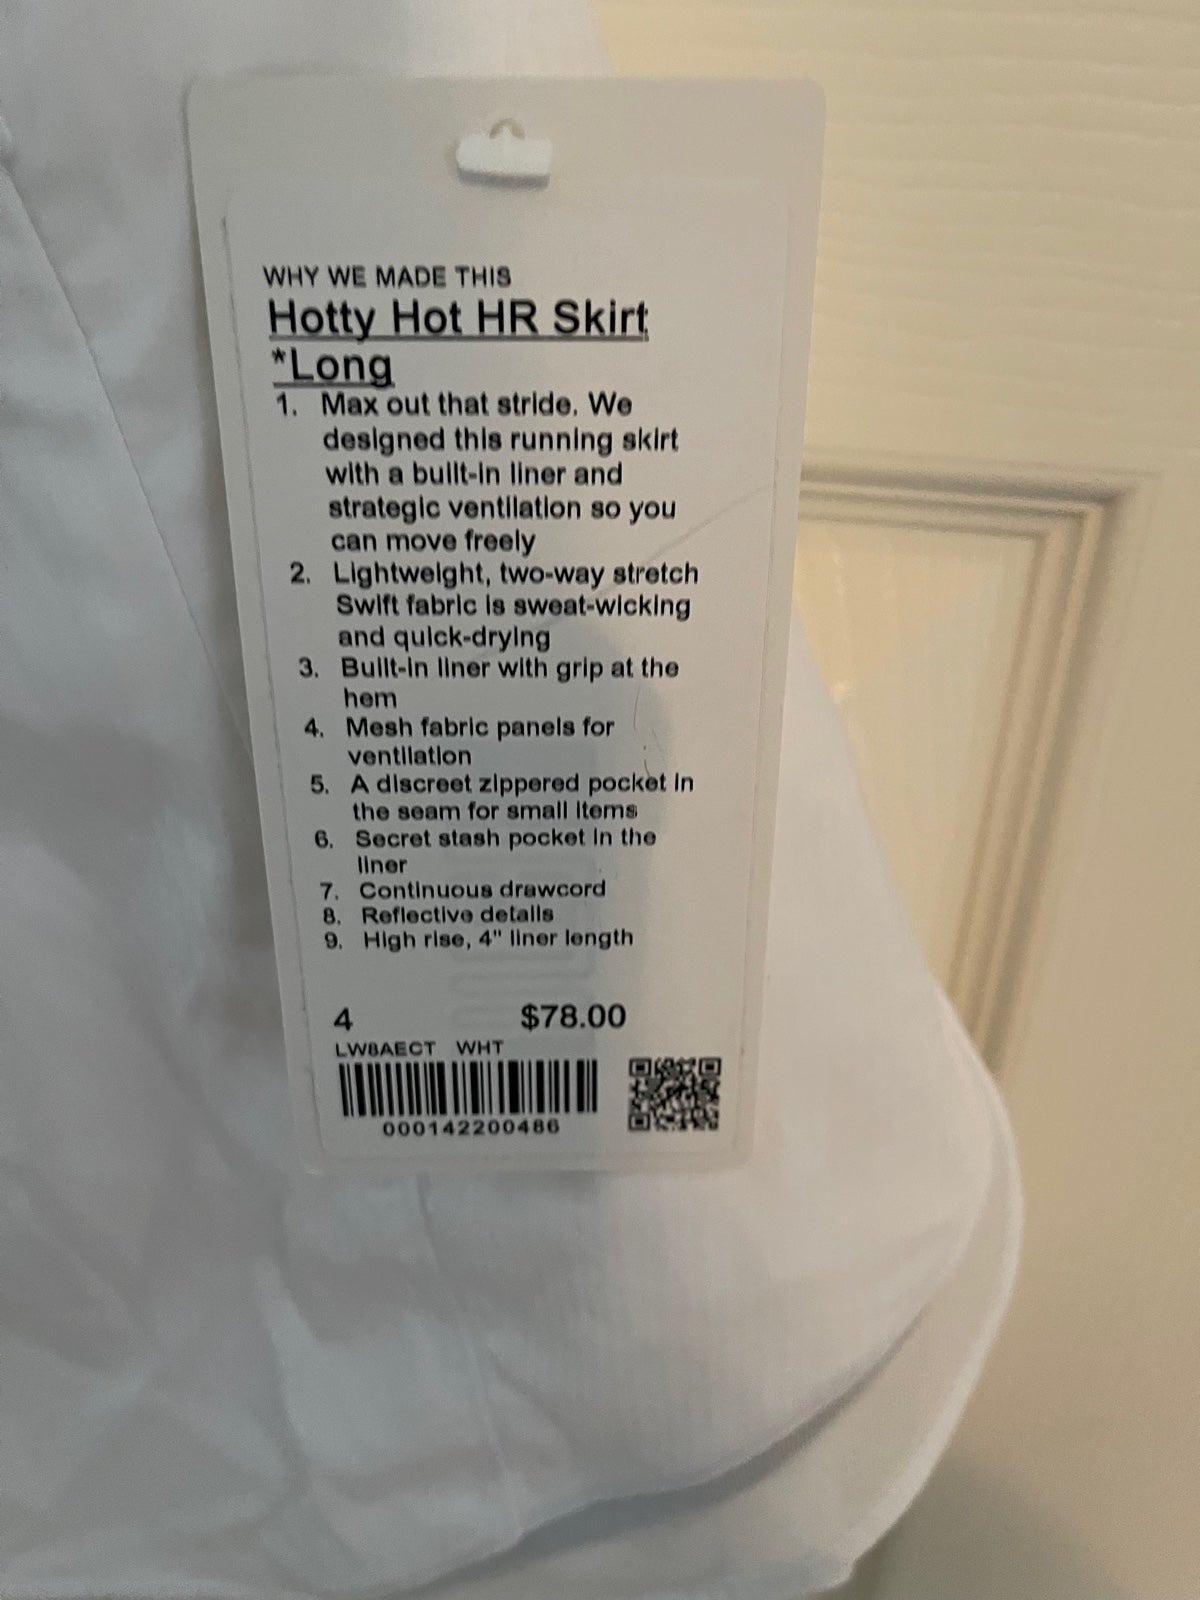 WHY WE MADE THIS
Hotty Hot HR Skirt
*Long
1. Max out that stride. We
designed this running skirt
with a built-in liner and
strategic ventilation so you
can move freely
2. Lightweight, two-way stretch
Swift fabric is sweat-wicking
and quick-drying
3. Built-in liner with grip at the
hem
4. Mesh fabric panels for
ventilation
5. A discreet zippered pocket in
the seam for small items
6. Secret stash pocket in the
liner
7. Continuous drawcord
8. Reflective details
9. High rise, 4" liner length
4 $78.00
LW8AECT WHT
000142200486